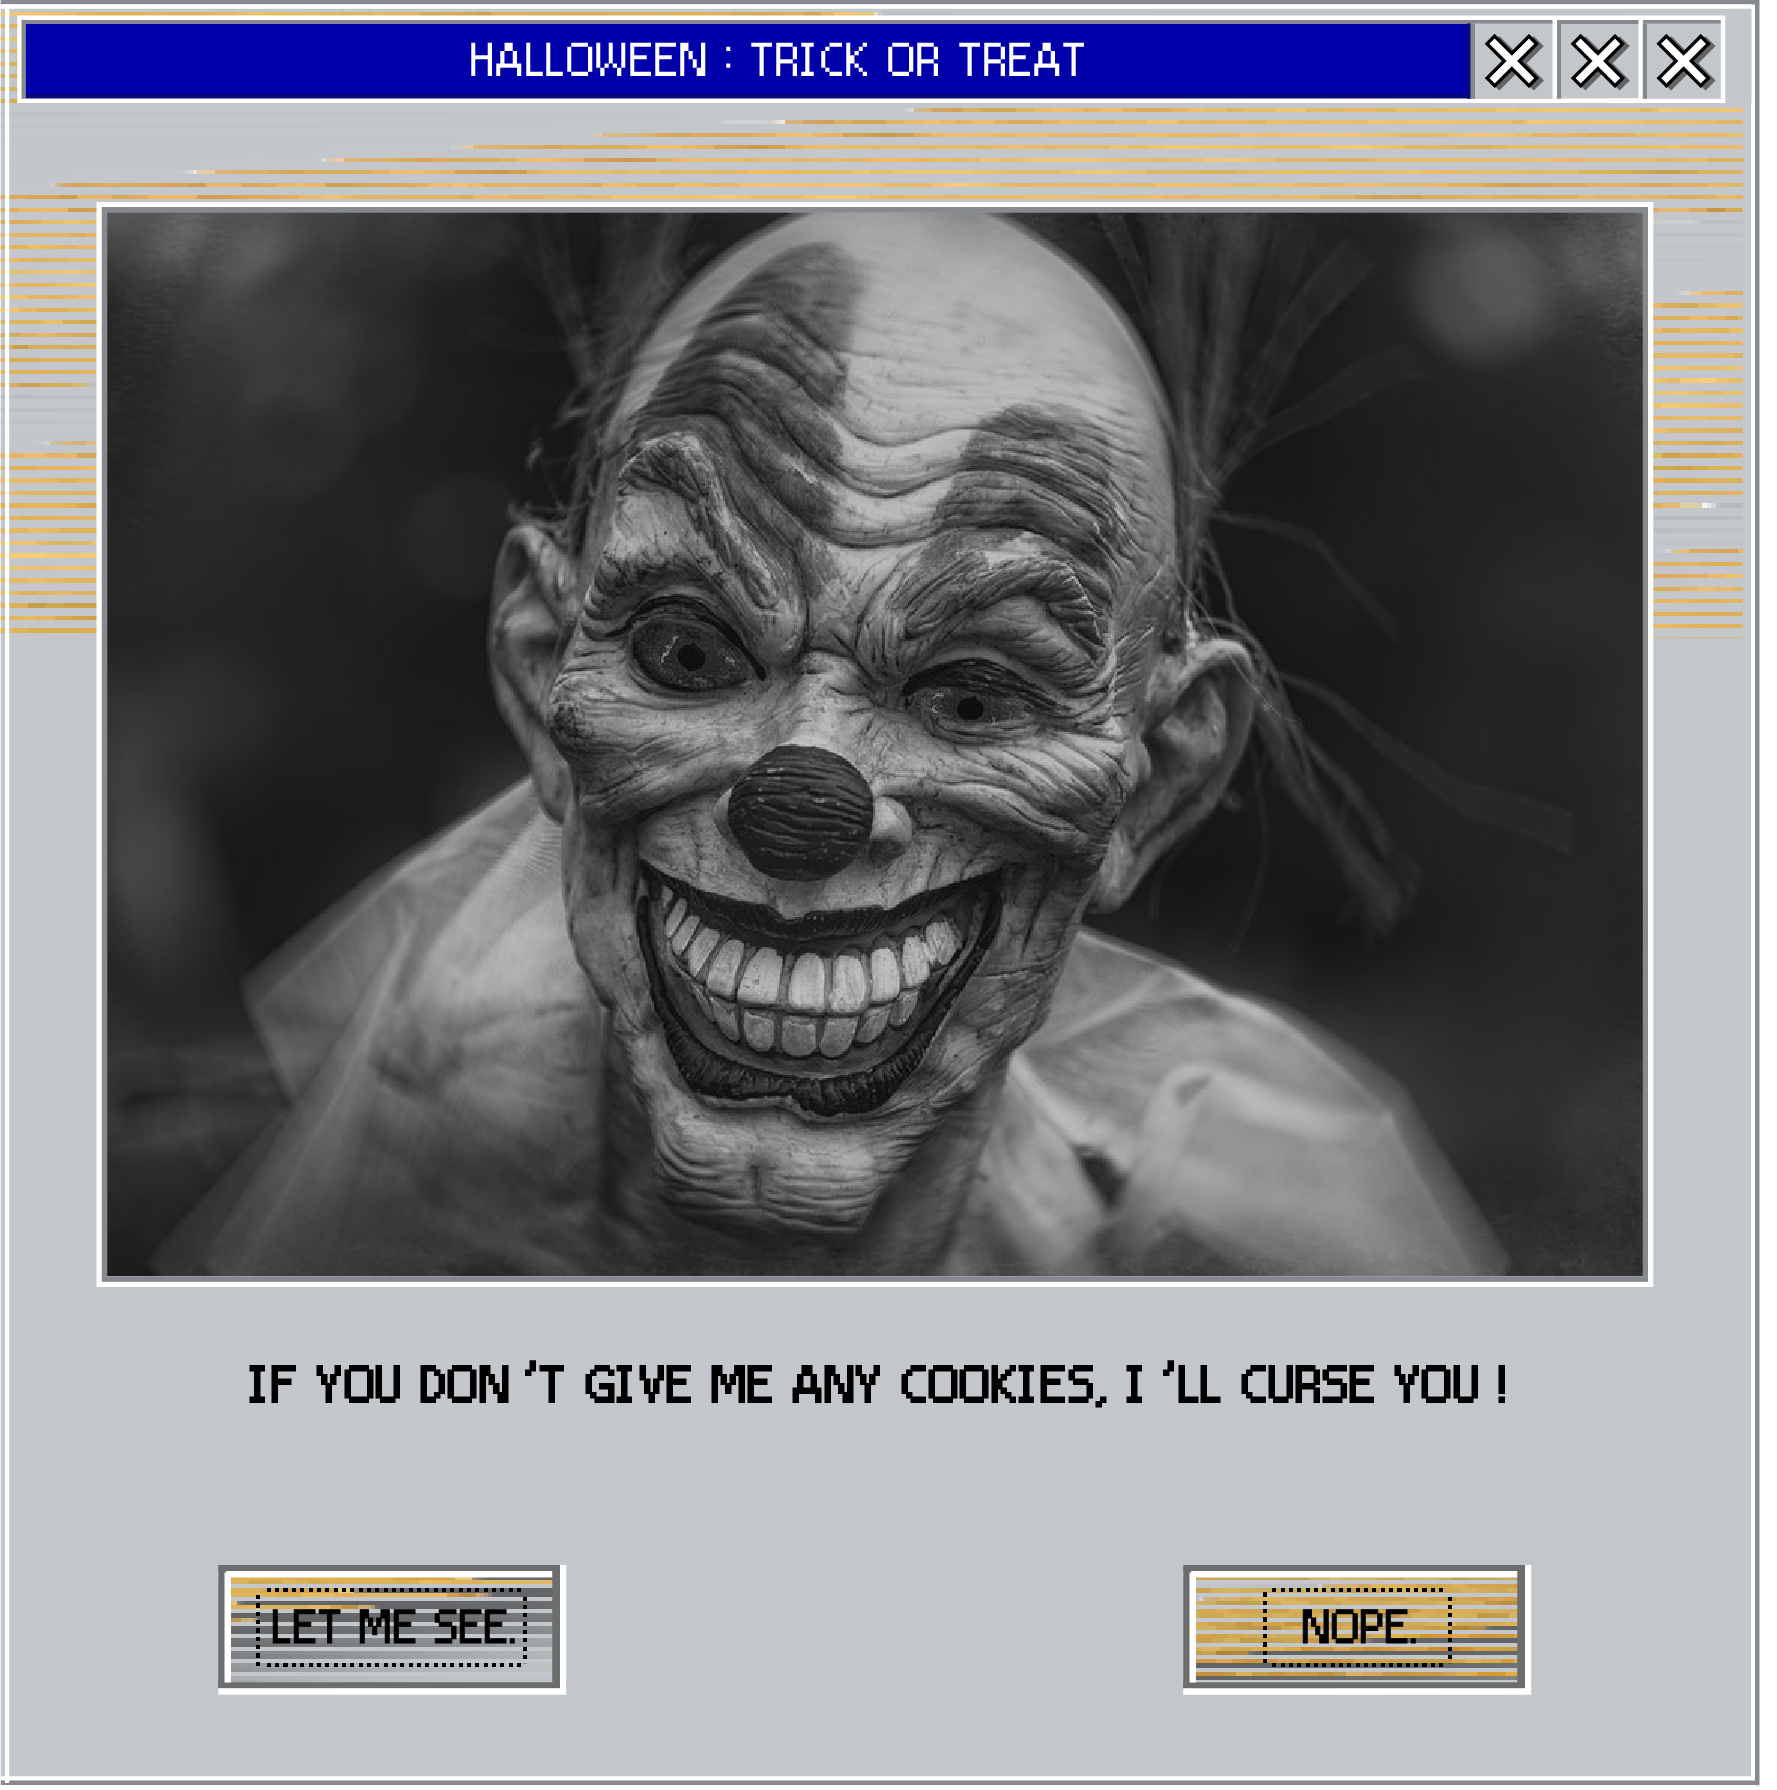 HALLOWEEN : TRICK OR TREAT
IF YOU DON 'T GIVE ME ANY COOKIES, I 'LL CURSE YOU !
LET ME SEE.
NOPE.